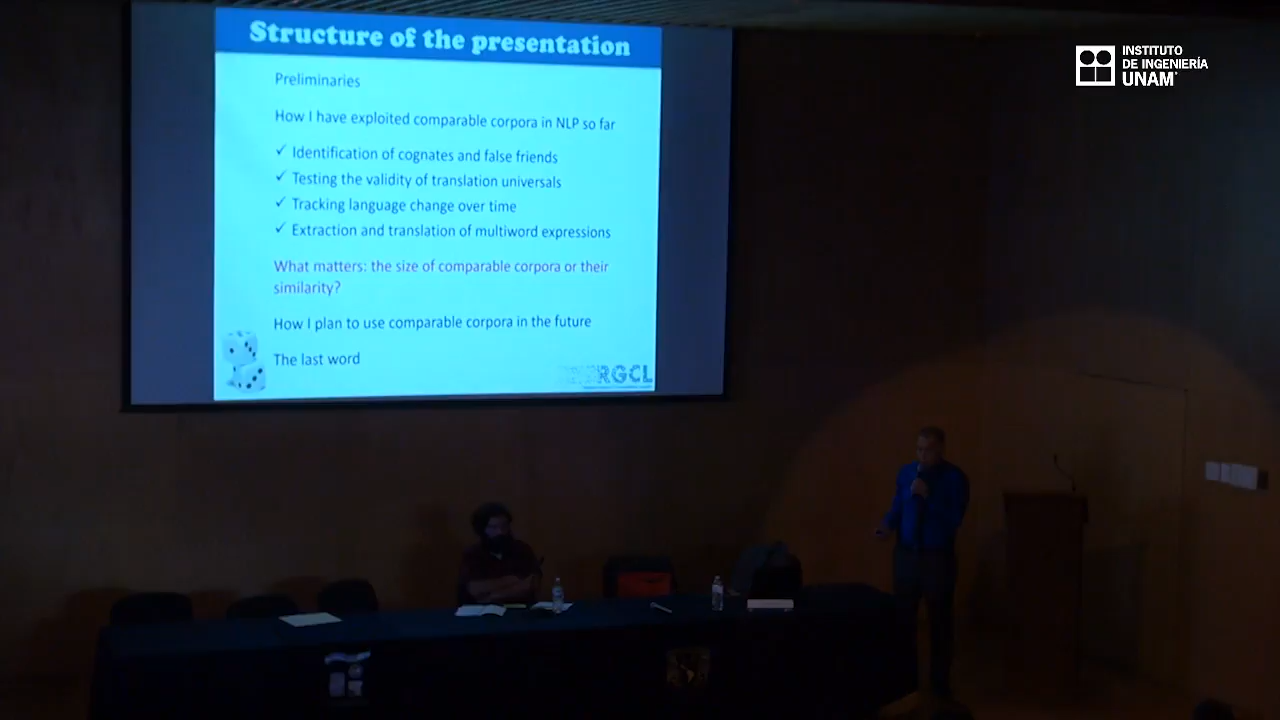 Structure of the presentation
Preliminaries
How I have exploited comparable corpora in NLP so far
✓ Identification of cognates and false friends
✓ Testing the validity of translation universals
✓ Tracking language change over time
✓ Extraction and translation of multiword expressions
What matters: the size of comparable corpora or their
similarity?
How I plan to use comparable corpora in the future
The last word
RGCL
INSTITUTO
DE INGENIERÍA
UNAM